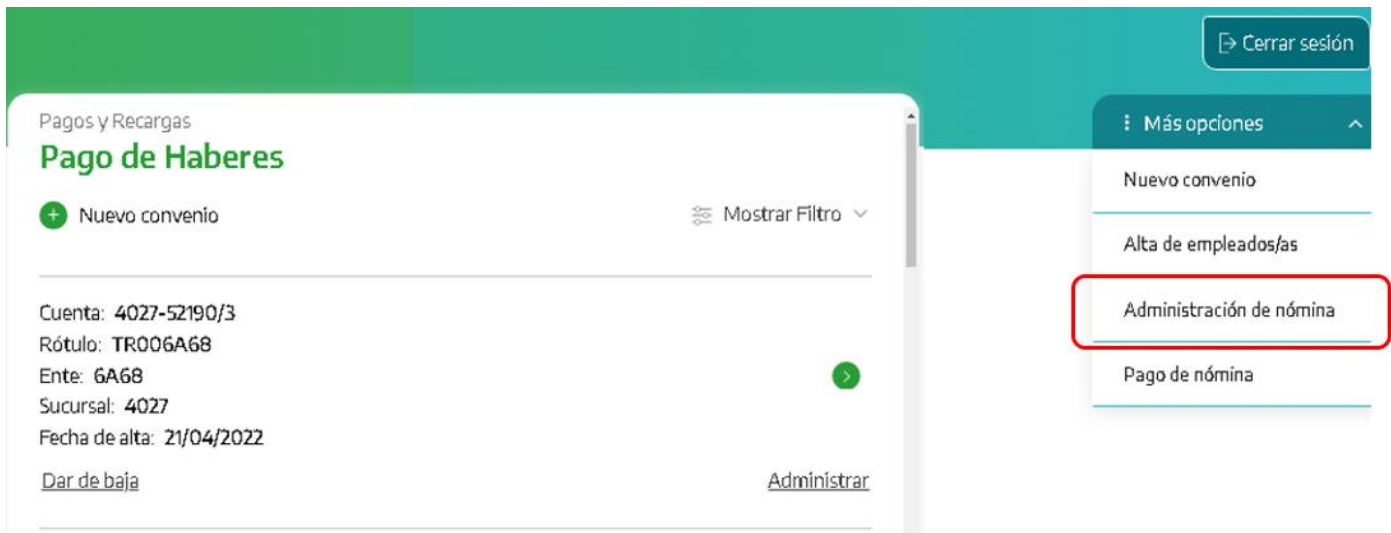 Cerrar sesión
Pagos y Recargas
Pago de Haberes
Nuevo convenio
Mostrar Filtro
Cuenta: 4027-52190/3
Rótulo: TR006A68
Ente: 6A68
Sucursal: 4027
Fecha de alta: 21/04/2022
Dar de baja
Administrar
Más opciones
Nuevo convenio
Alta de empleados/as
Administración de nómina
Pago de nómina